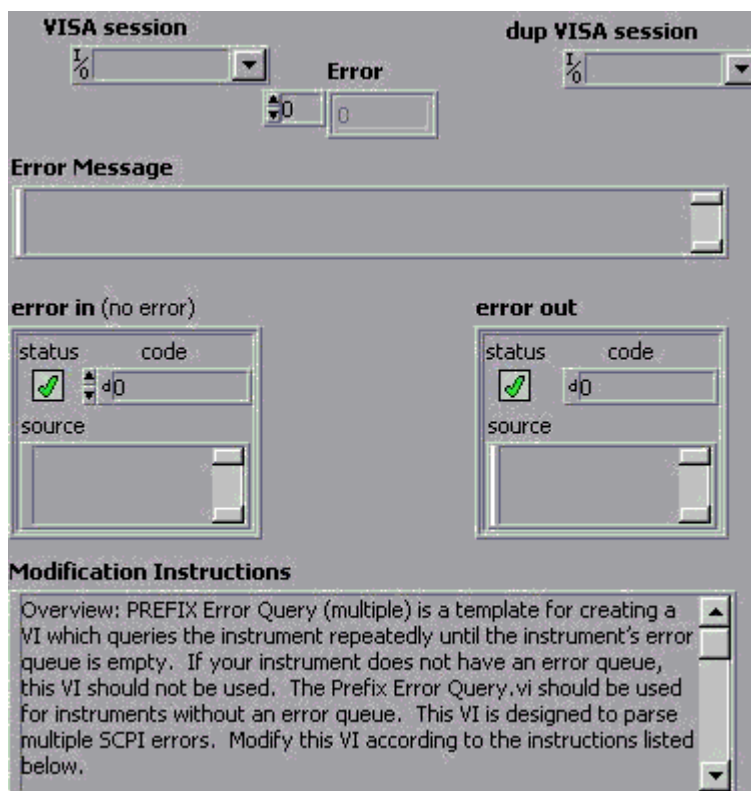 VISA session
dup VISA session
I/O
I/O
Error
0
0
Error Message
error in (no error)
error out
status code
status code
d0
d0
source
source
Modification Instructions
Overview: PREFIX Error Query (multiple) is a template for creating a
VI which queries the instrument repeatedly until the instrument's error
queue is empty. If your instrument does not have an error queue,
this VI should not be used. The Prefix Error Query.vi should be used
for instruments without an error queue. This VI is designed to parse
multiple SCPI errors. Modify this VI according to the instructions listed
below.